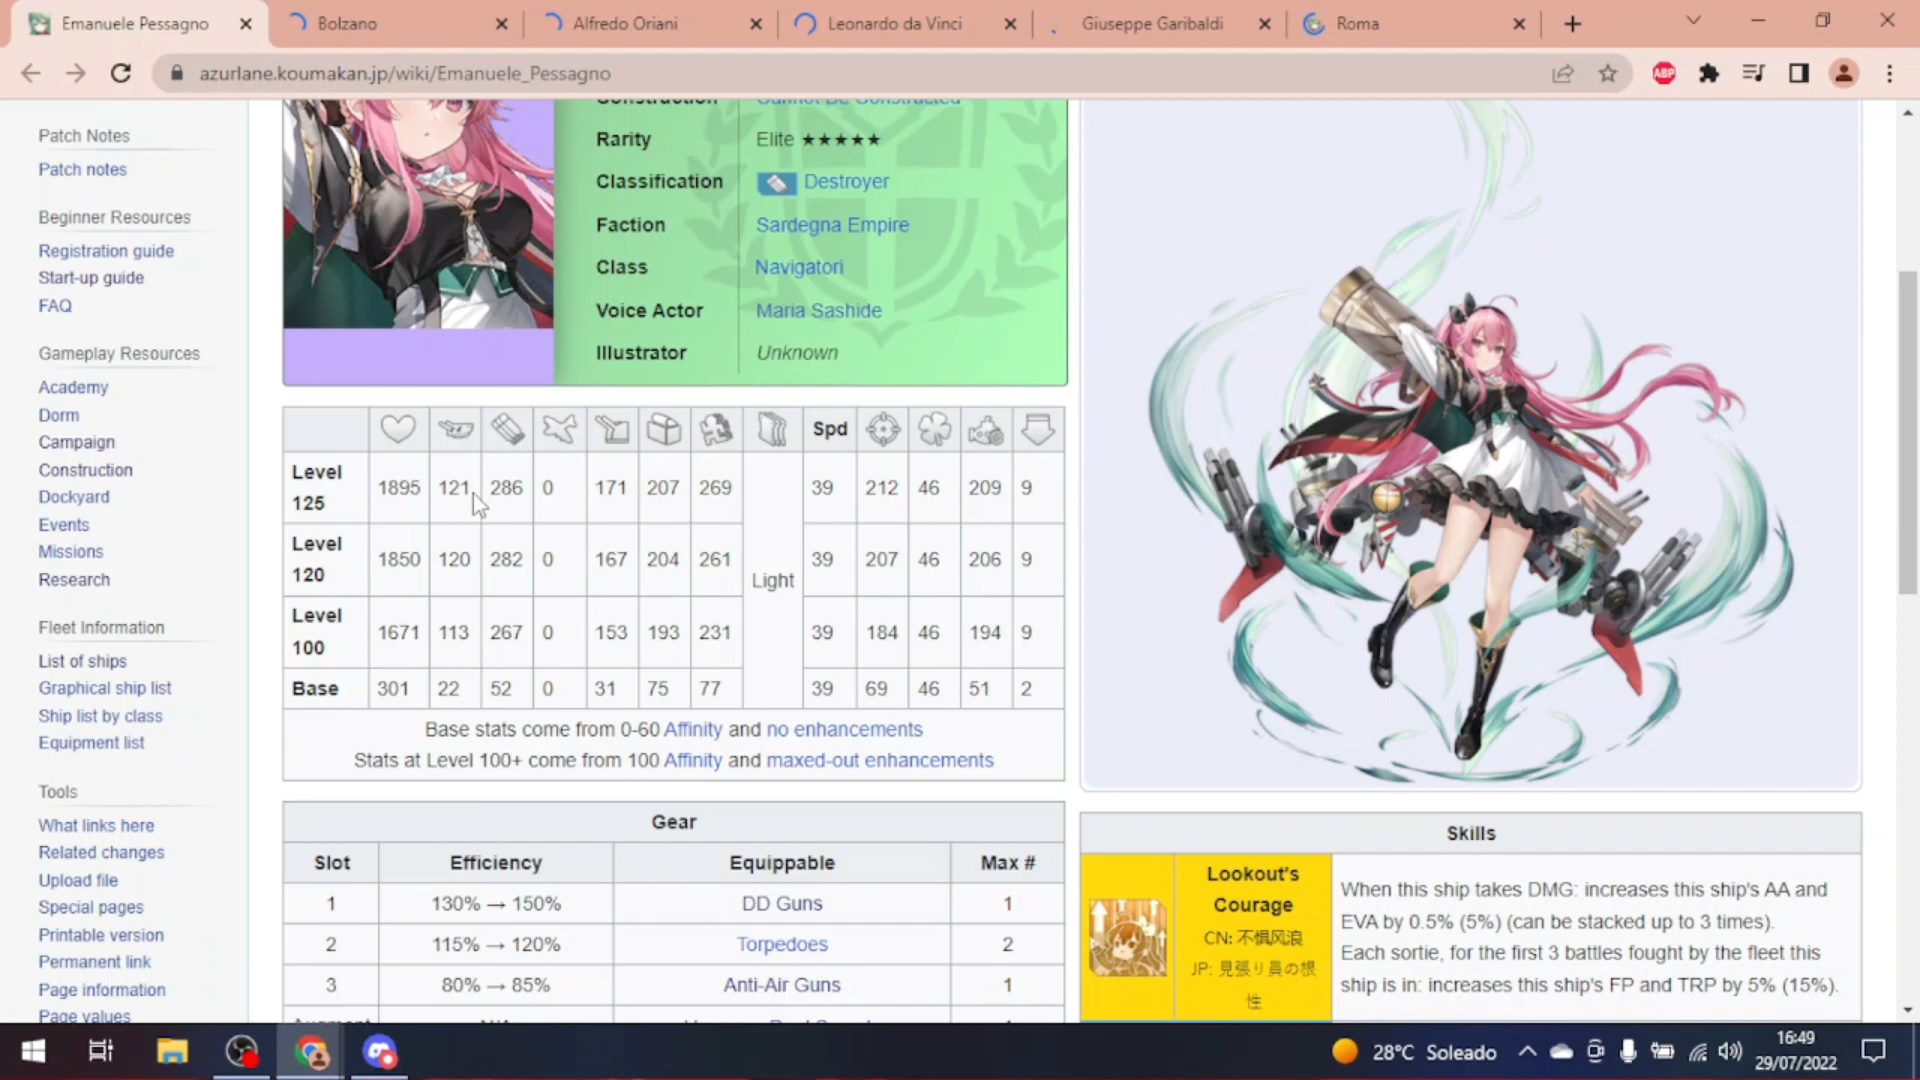 Emanuele Pessagno
Bolzano
Alfredo Oriani
Leonardo da Vinci
Giuseppe Garibaldi
Roma
azurlane.koumakan.jp/wiki/Emanuele_Pessagno
ABP
Patch Notes
Patch notes
Beginner Resources
Registration guide
Start-up guide
FAQ
Gameplay Resources
Academy
Dorm
Campaign
Construction
Dockyard
Events
Missions
Research
Fleet Information
List of ships
Graphical ship list
Ship list by class
Equipment list
Tools
What links here
Related changes
Upload file
Special pages
Printable version
Permanent link
Page information
Page values
Construction Cannot Be Constructed
Rarity Elite ★★★★★
Classification Destroyer
Faction Sardegna Empire
Class Navigatori
Voice Actor Maria Sashide
Illustrator Unknown
Spd
Level 125 1895 121 286 0 171 207 269 Light 39 212 46 209 9
Level 120 1850 120 282 0 167 204 261 39 207 46 206 9
Level 100 1671 113 267 0 153 193 231 39 184 46 194 9
Base 301 22 52 0 31 75 77 39 69 46 51 2
Base stats come from 0-60 Affinity and no enhancements
Stats at Level 100+ come from 100 Affinity and maxed-out enhancements
Gear
Slot Efficiency Equippable Max #
1 130% → 150% DD Guns 1
2 115% → 120% Torpedoes 2
3 80% → 85% Anti-Air Guns 1
Skills
Lookout's
Courage
CN: 不惧风浪
JP: 見張り員の根
性
When this ship takes DMG: increases this ship's AA and
EVA by 0.5% (5%) (can be stacked up to 3 times).
Each sortie, for the first 3 battles fought by the fleet this
ship is in: increases this ship's FP and TRP by 5% (15%).
28°C Soleado
16:49
29/07/2022